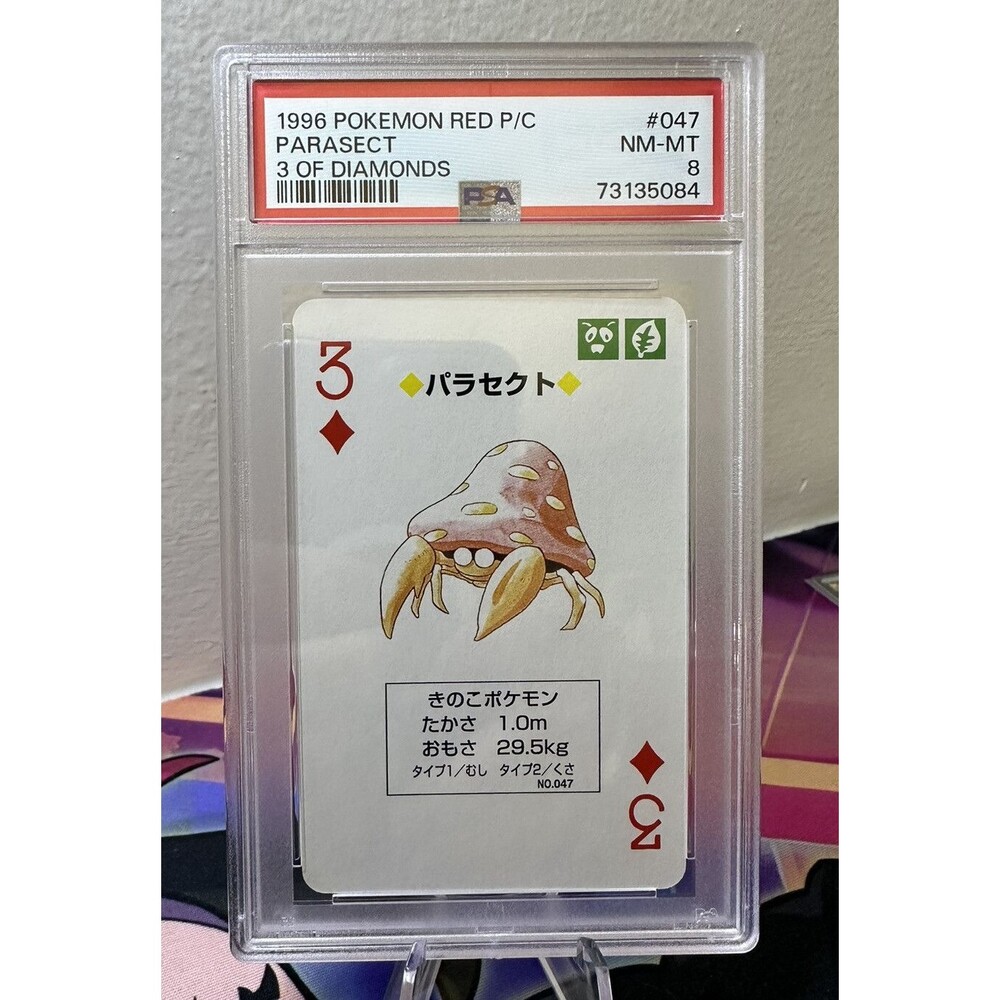 1996 POKEMON RED P/C #047
PARASECT NM-MT
3 OF DIAMONDS 8
PSA 73135084
3
パラセクト
きのこポケモン
たかさ 1.0m
おもさ 29.5kg
タイプ1/むし タイプ2/くさ
NO.047
3